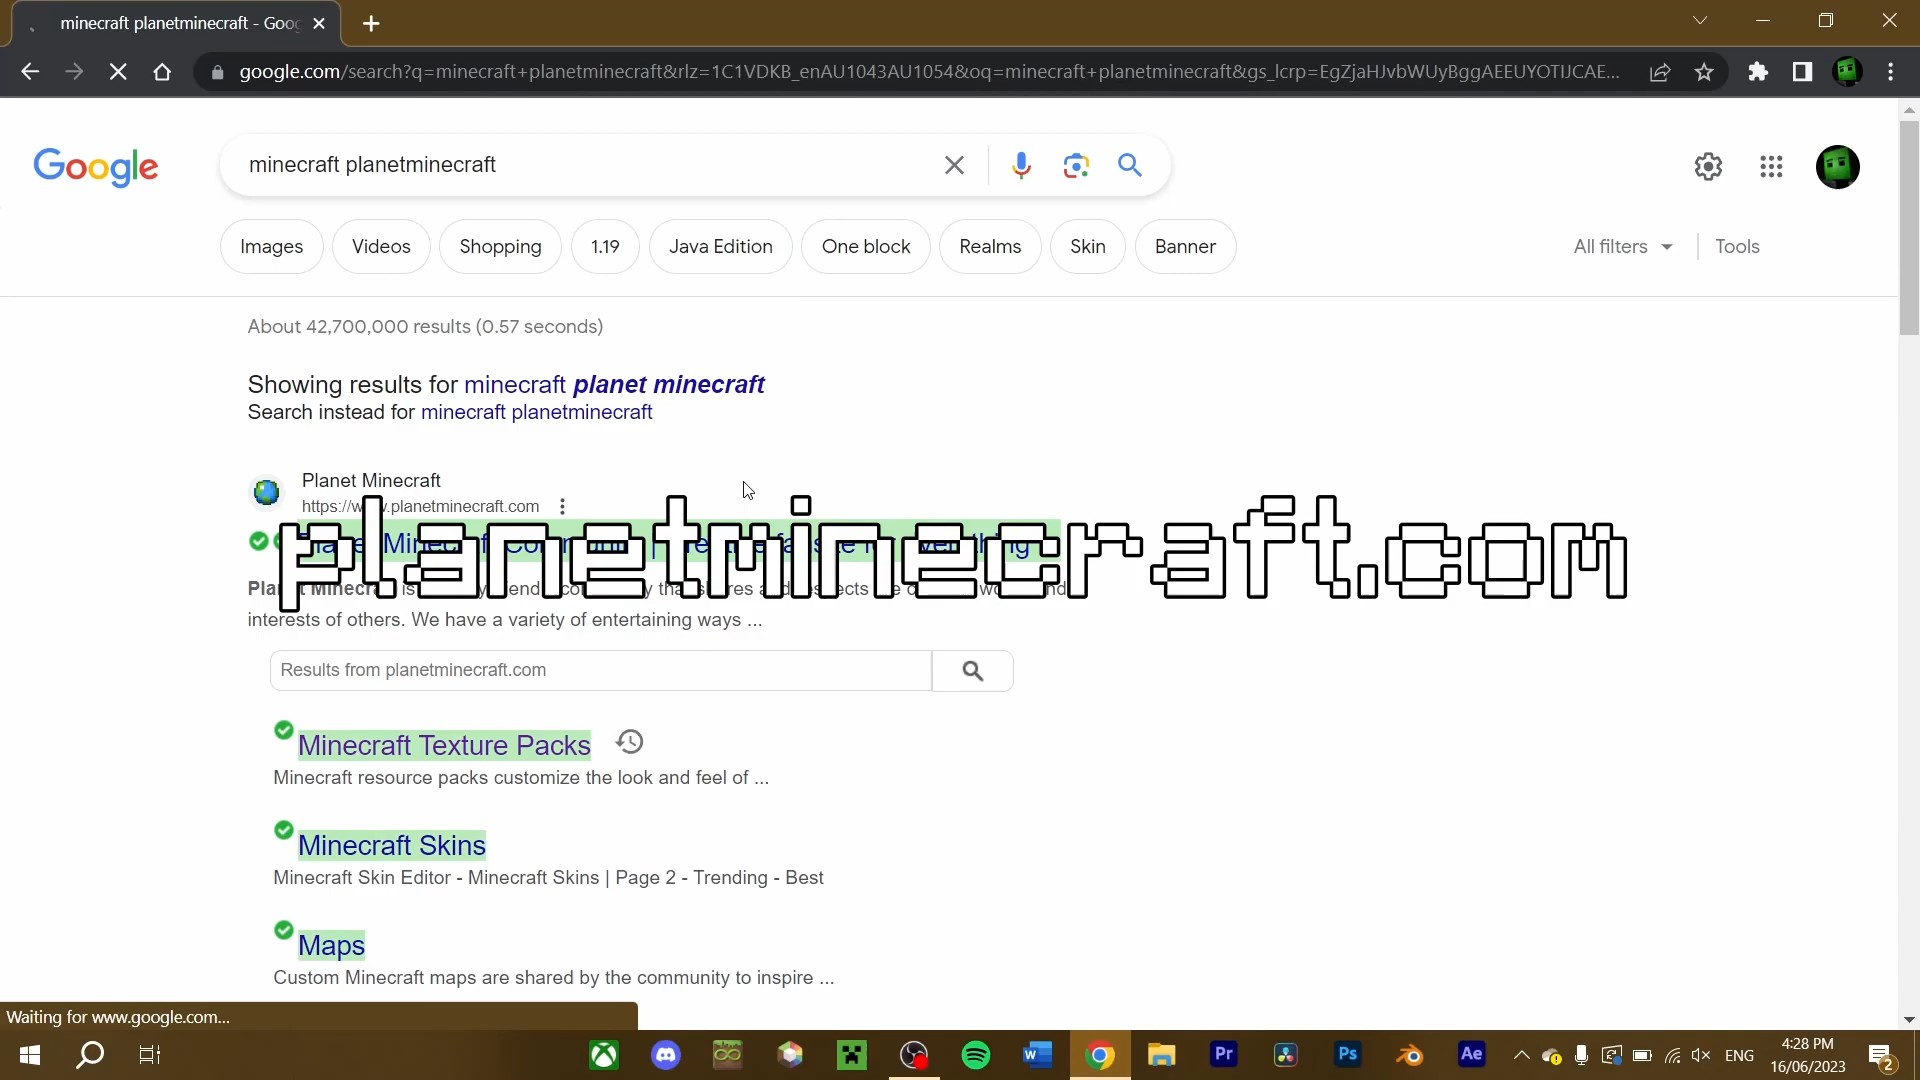 minecraft planetminecraft - Goog
google.com/search?q=minecraft+planetminecraft&rlz=1C1VDKB_enAU1043AU1054&oq=minecraft+planetminecraft&gs_lcrp=EgZjaHJvbWUyBggAEEUYOTIJCAE...
Google
minecraft planetminecraft
Images Videos Shopping 1.19 Java Edition One block Realms Skin Banner All filters Tools
About 42,700,000 results (0.57 seconds)
Showing results for minecraft planet minecraft
Search instead for minecraft planetminecraft
Planet Minecraft
.planetminecraft.com
planetminecraft.com
interests of others. We have a variety of entertaining ways ...
Results from planetminecraft.com
Minecraft Texture Packs
Minecraft resource packs customize the look and feel of ...
Minecraft Skins
Minecraft Skin Editor - Minecraft Skins | Page 2 - Trending - Best
Maps
Custom Minecraft maps are shared by the community to inspire ...
Waiting for www.google.com...
W Pr Ps Ae ENG
4:28 PM
16/06/2023
2